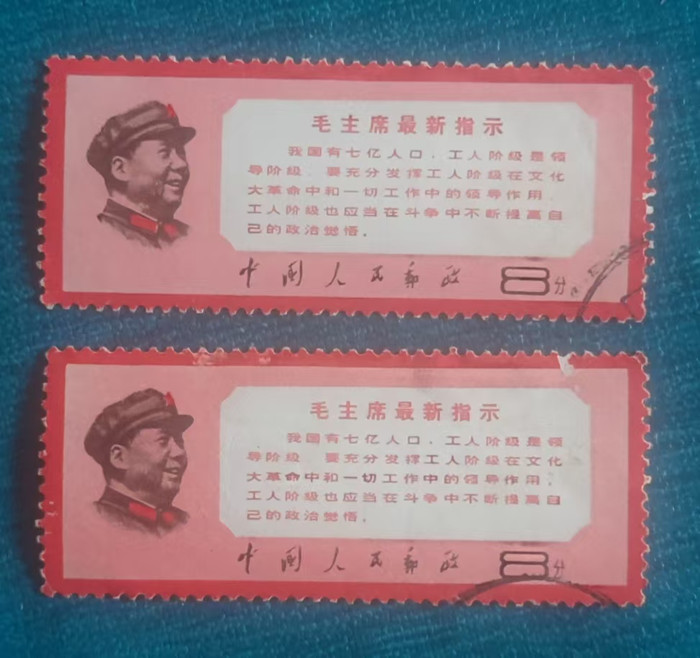 毛主席最新指示
我国有七亿人口，工人阶级是领
导阶级。要充分发挥工人阶级在文化
大革命中和一切工作中的领导作用。
工人阶级也应当在斗争中不断提高自
己的政治觉悟。
中国人民邮政 8分
毛主席最新指示
我国有七亿人口，工人阶级是领
导阶级。要充分发挥工人阶级在文化
大革命中和一切工作中的领导作用。
工人阶级也应当在斗争中不断提高自
己的政治觉悟。
中国人民邮政 8分